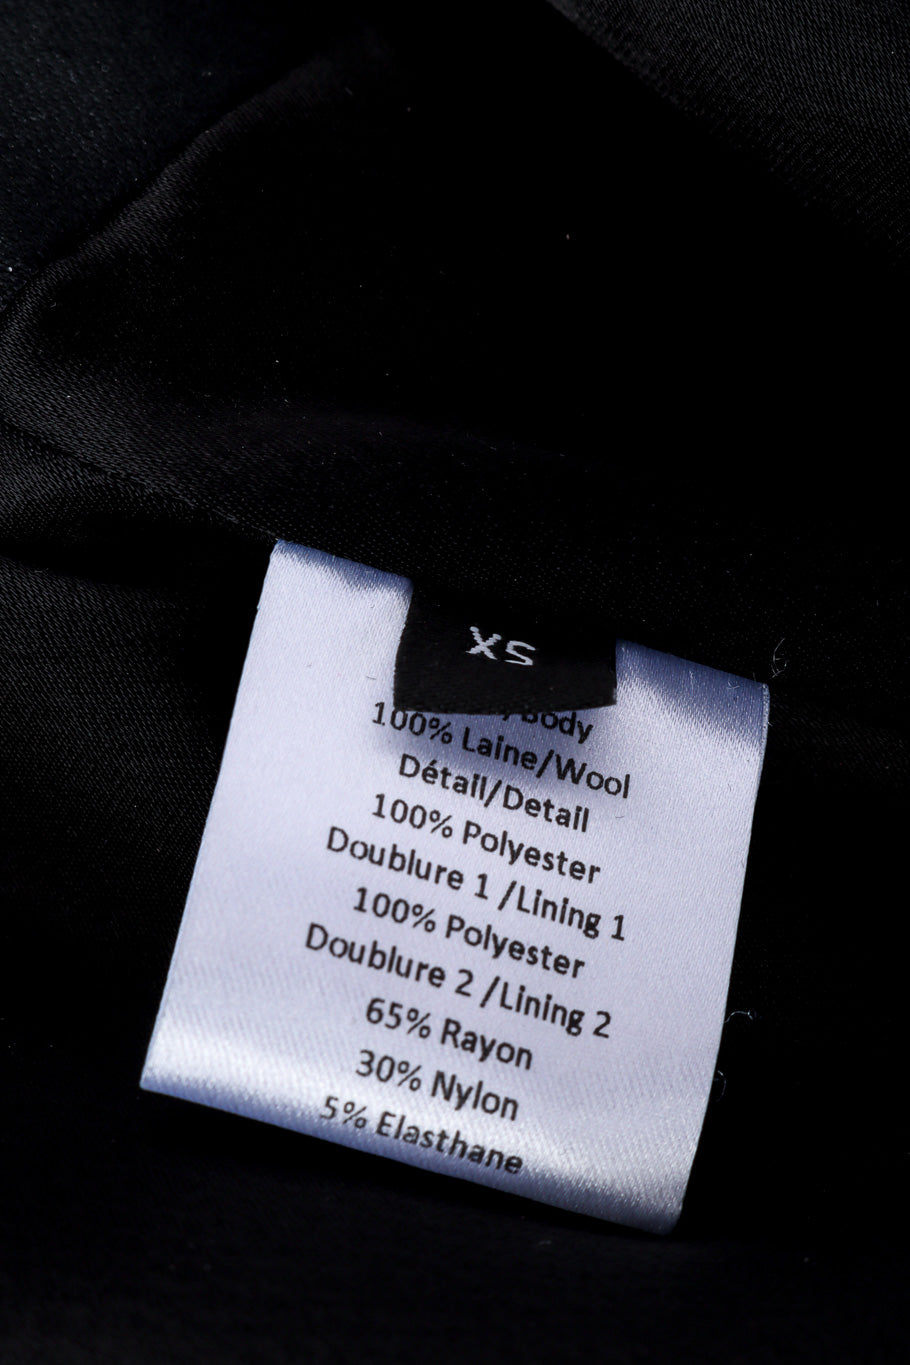 XS
/Body
100% Laine/Wool
Détail/Detail
100% Polyester
Doublure 1 /Lining 1
100% Polyester
Doublure 2 /Lining 2
65% Rayon
30% Nylon
5% Elasthane